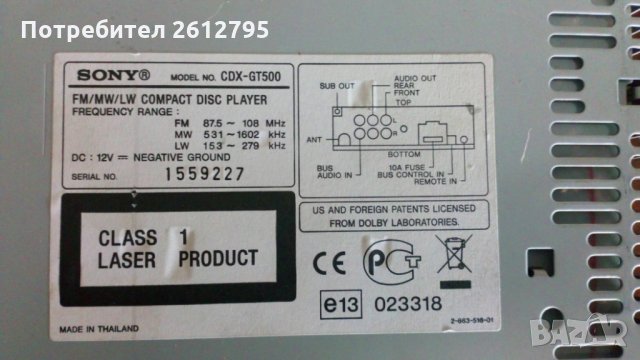 Потребител 2612795
SONY® MODEL NO. CDX-GT500
FM/MW/LW COMPACT DISC PLAYER
FREQUENCY RANGE :
FM 87.5 ~ 108 MHz
MW 531 ~ 1602 kHz
LW 153 ~ 279 kHz
DC : 12V ⎓ NEGATIVE GROUND
SERIAL NO. 1559227
CLASS 1
LASER PRODUCT
MADE IN THAILAND
SUB OUT
AUDIO OUT
REAR
FRONT
TOP
L
R
ANT
BOTTOM
BUS
AUDIO IN
10A FUSE
BUS CONTROL IN
REMOTE IN
US AND FOREIGN PATENTS LICENSED
FROM DOLBY LABORATORIES.
CE PCT
e13 023318
2-663-516-01
BAZAR